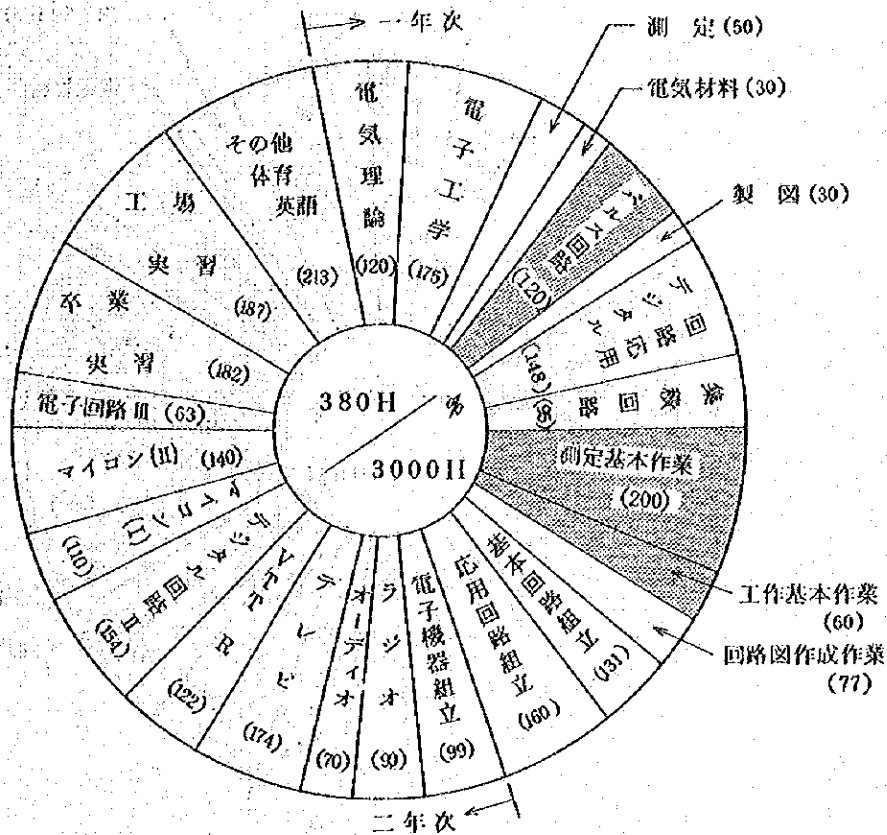 一年次
測 定 (50)
電気材料 (30)
製 図 (30)
電気理論
(120)
電子工学
(175)
パルス回路
(120)
デジタル
回路応用
(148)
集積回路
測定基本作業
(200)
工作基本作業
(60)
回路図作成作業
(77)
基本回路組立
(131)
応用回路組立
(160)
電子機器組立
(99)
ラジオ
オーディオ
(70)
テレビ
(174)
VTR
(122)
デジタル回路Ⅱ
(154)
マイコン(Ⅰ)
(110)
マイコン(Ⅱ) (140)
電子回路Ⅲ (63)
卒業
実習 (182)
工場
実習 (187)
その他
体育
英語
(213)
380H
%
3000H
二年次